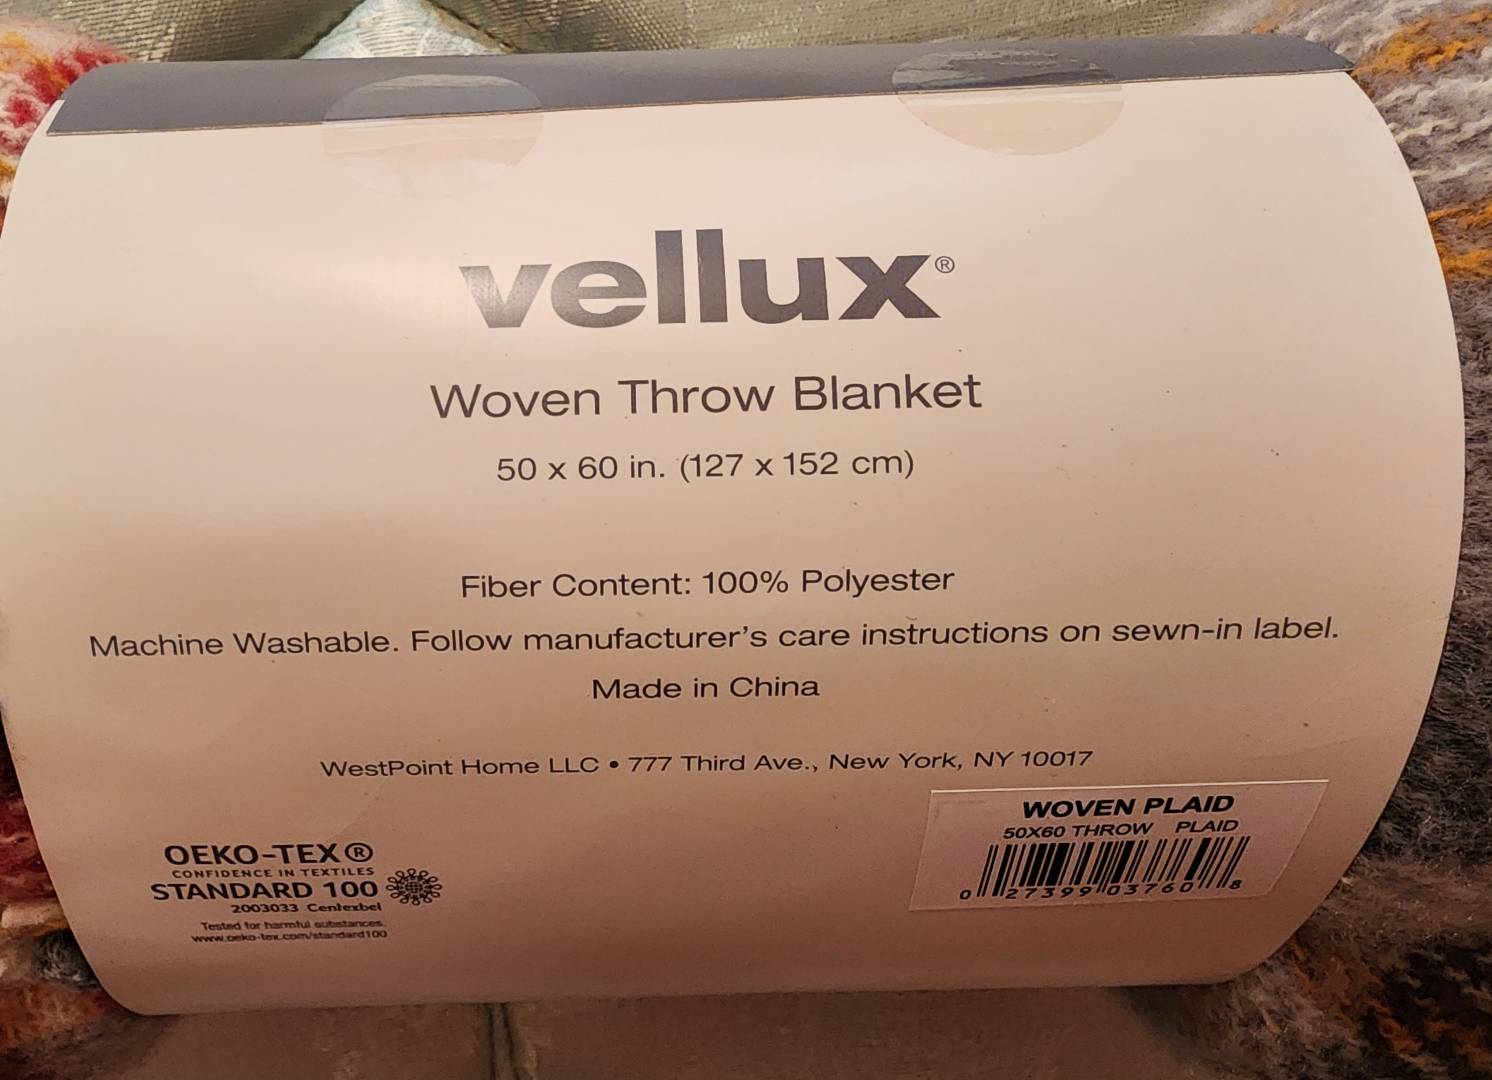 vellux®
Woven Throw Blanket
50 x 60 in. (127 x 152 cm)
Fiber Content: 100% Polyester
Machine Washable. Follow manufacturer's care instructions on sewn-in label.
Made in China
WestPoint Home LLC • 777 Third Ave., New York, NY 10017
OEKO-TEX®
CONFIDENCE IN TEXTILES
STANDARD 100
2003033 Centexbel
Tested for harmful substances.
www.oeko-tex.com/standard100
WOVEN PLAID
50X60 THROW PLAID
0 27399 03760 8